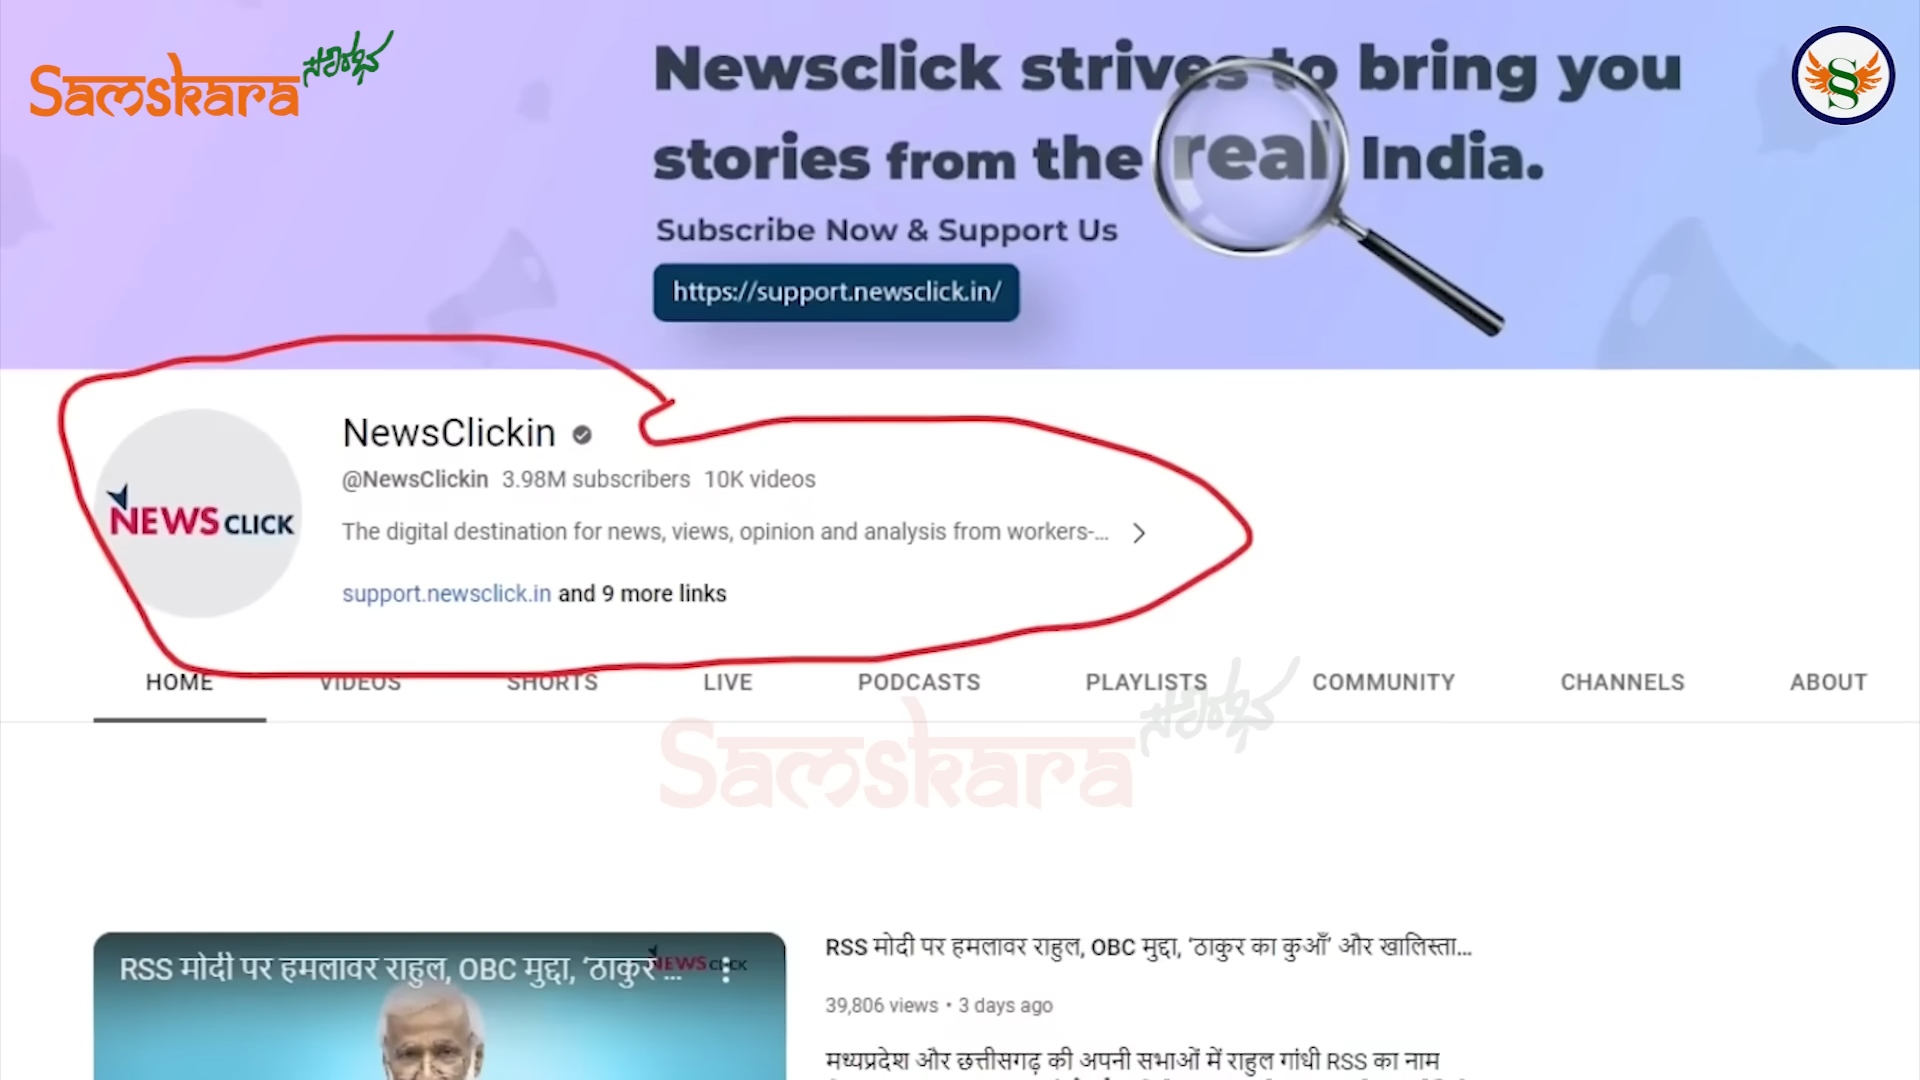 Samskara
Newsclick strives to bring you
stories from the real India.
Subscribe Now & Support Us
https://support.newsclick.in/
S
NewsClickin
@NewsClickin 3.98M subscribers 10K videos
NEWS CLICK
The digital destination for news, views, opinion and analysis from workers-...
support.newsclick.in and 9 more links
HOME VIDEOS SHORTS LIVE PODCASTS PLAYLISTS COMMUNITY CHANNELS ABOUT
Samskara
RSS मोदी पर हमलावर राहुल, OBC मुद्दा, ‘ठाकुर ...
NEWS CLICK
RSS मोदी पर हमलावर राहुल, OBC मुद्दा, ‘ठाकुर का कुआँ’ और खालिस्ता...
39,806 views • 3 days ago
मध्यप्रदेश और छत्तीसगढ़ की अपनी सभाओं में राहुल गांधी RSS का नाम